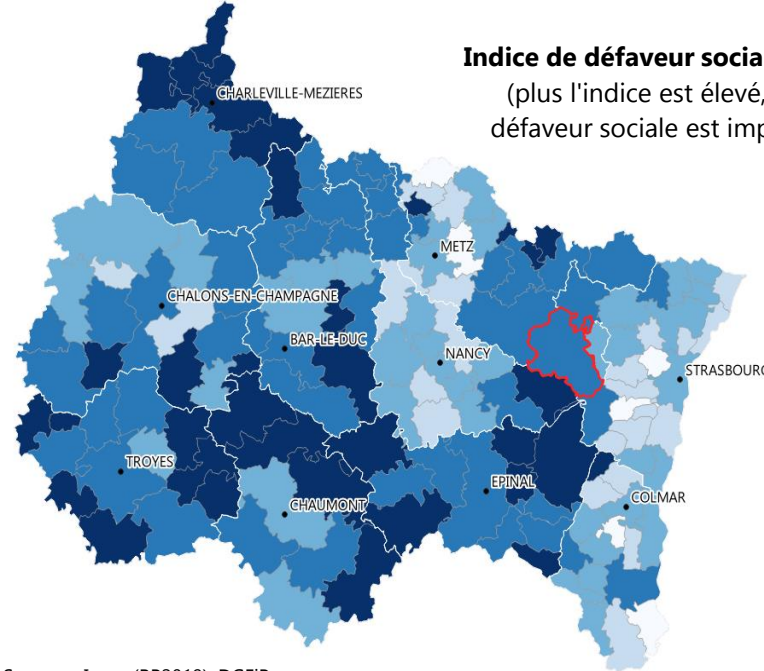 Indice de défaveur socia
(plus l'indice est élevé,
défaveur sociale est imp
CHARLEVILLE-MEZIERES
METZ
CHALONS-EN-CHAMPAGNE
BAR-LE-DUC
NANCY
STRASBOURG
TROYES
EPINAL
CHAUMONT
COLMAR